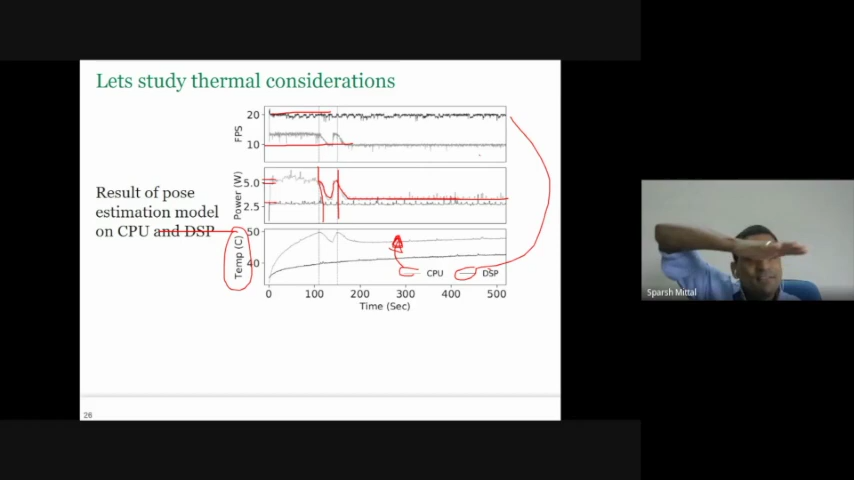 Lets study thermal considerations
Result of pose
estimation model
on CPU and DSP
FPS
20
10
Power (W)
5.0
2.5
Temp (C)
50
40
CPU
DSP
0
100
200
300
400
500
Time (Sec)
26
Sparsh Mittal